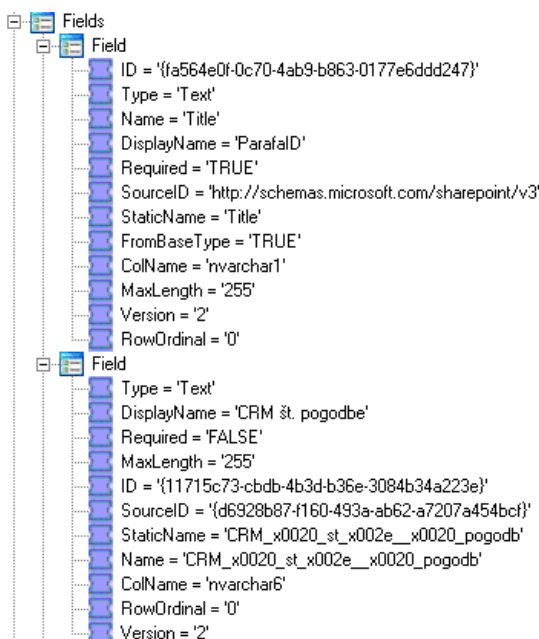 Fields
Field
ID = '{fa564e0f-0c70-4ab9-b863-0177e6ddd247}'
Type = 'Text'
Name = 'Title'
DisplayName = 'ParafaID'
Required = 'TRUE'
SourceID = 'http://schemas.microsoft.com/sharepoint/v3'
StaticName = 'Title'
FromBaseType = 'TRUE'
ColName = 'nvarchar1'
MaxLength = '255'
Version = '2'
RowOrdinal = '0'
Field
Type = 'Text'
DisplayName = 'CRM št. pogodbe'
Required = 'FALSE'
MaxLength = '255'
ID = '{11715c73-cbdb-4b3d-b36e-3084b34a223e}'
SourceID = '{d6928b87-f160-493a-ab62-a7207a454bcf}'
StaticName = 'CRM_x0020_st_x002e__x0020_pogodb'
Name = 'CRM_x0020_st_x002e__x0020_pogodb'
ColName = 'nvarchar6'
RowOrdinal = '0'
Version = '2'